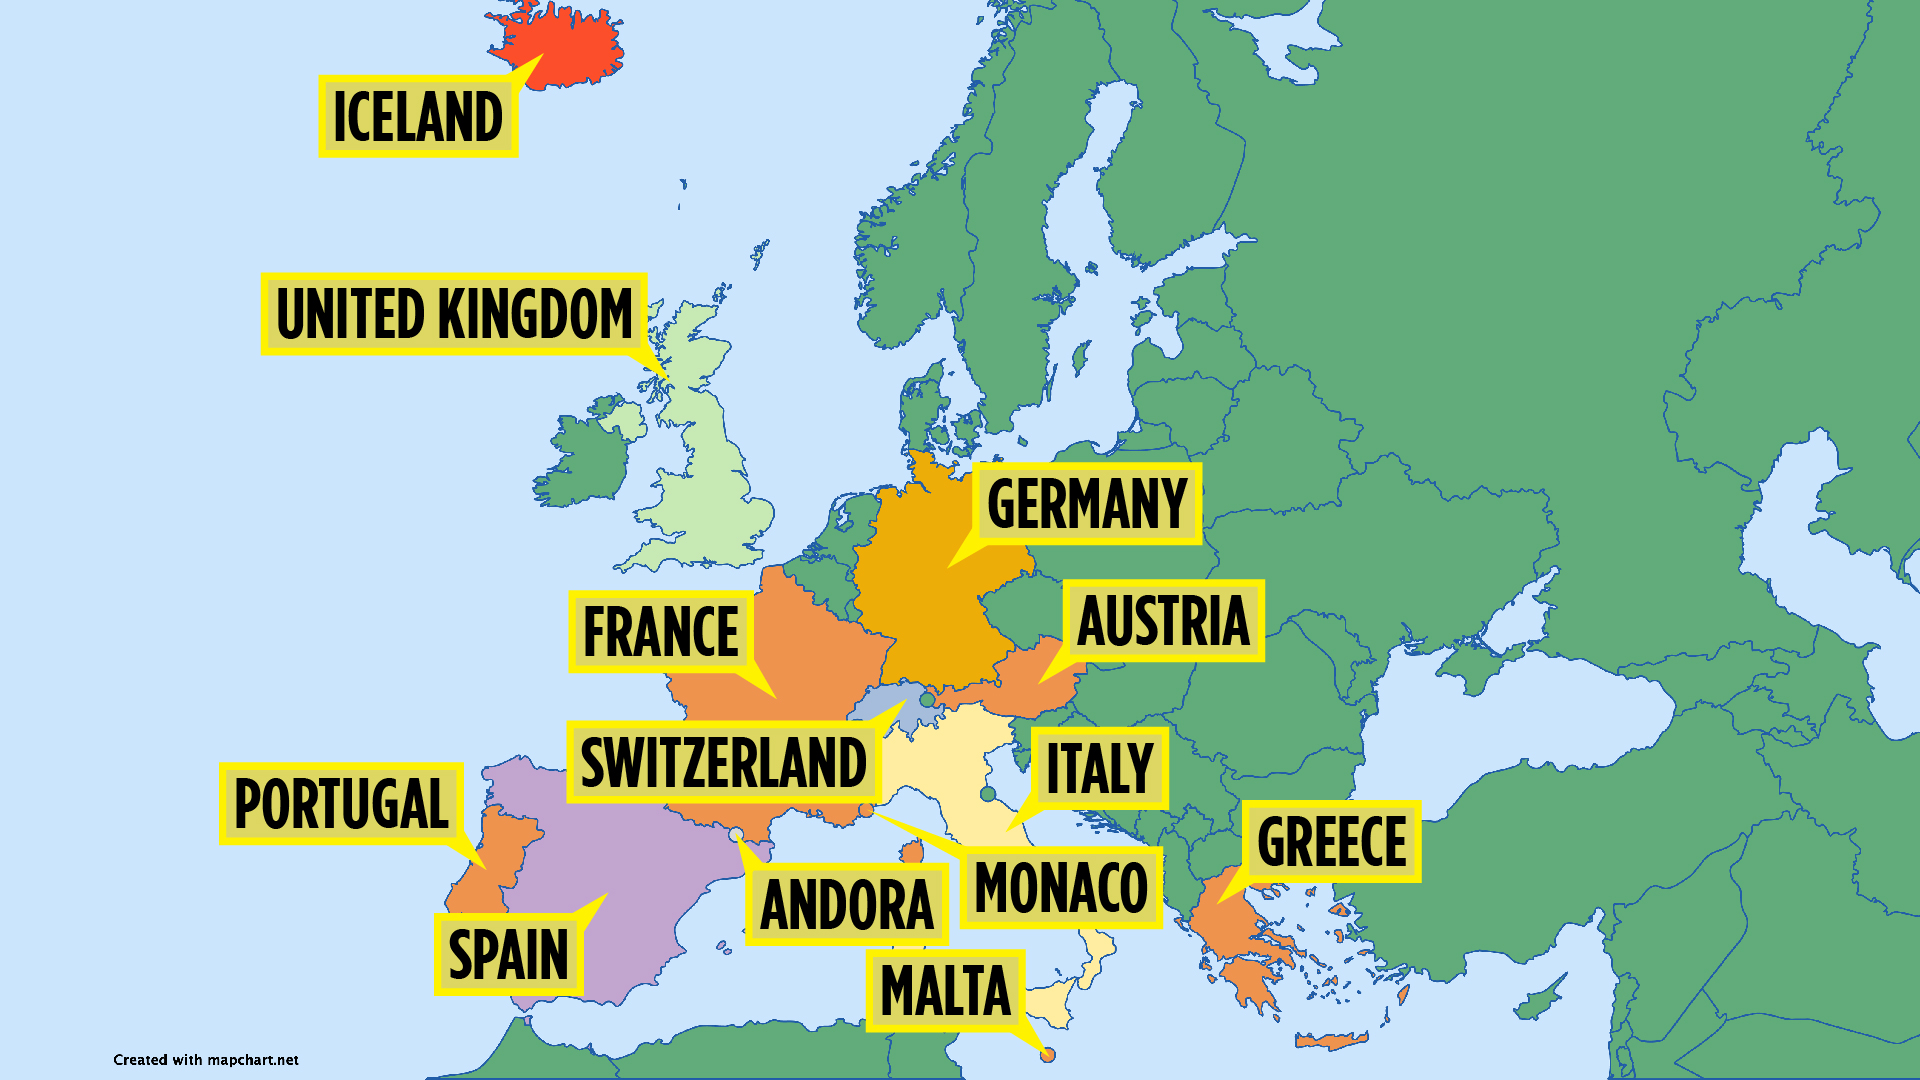 ICELAND
UNITED KINGDOM
GERMANY
AUSTRIA
FRANCE
SWITZERLAND
ITALY
PORTUGAL
GREECE
MONACO
ANDORA
SPAIN
MALTA
Created with mapchart.net